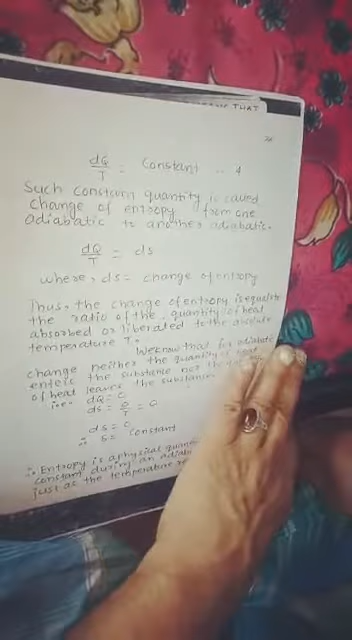 THAT
dQ/T = Constant .. 4
Such constant quantity is called
change of entropy from one
adiabatic to another adiabatic.
dQ/T = ds
where, ds = change of entropy
Thus, the change of entropy is equal to
the ratio of the quantity of heat
absorbed or liberated to the absolute
temperature T.
We know that for adiabatic
change neither the quantity of heat
enters the substance nor the
of heat leaves the substance
i.e. dQ = 0
ds = 0/T = 0
ds = 0
∴ S = constant
∴ Entropy is a physical
constant during an
just as the temperature